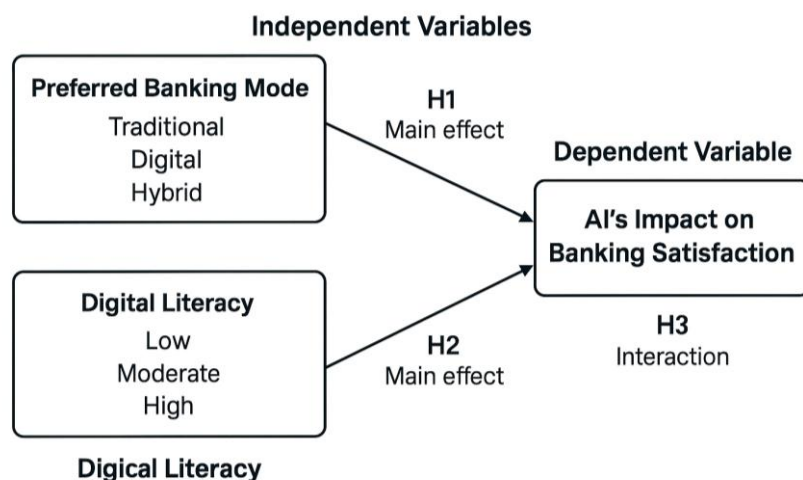 Independent Variables
Preferred Banking Mode
Traditional
Digital
Hybrid
H1
Main effect
Dependent Variable
AI's Impact on
Banking Satisfaction
Digital Literacy
Low
Moderate
High
H2
Main effect
H3
Interaction
Digical Literacy